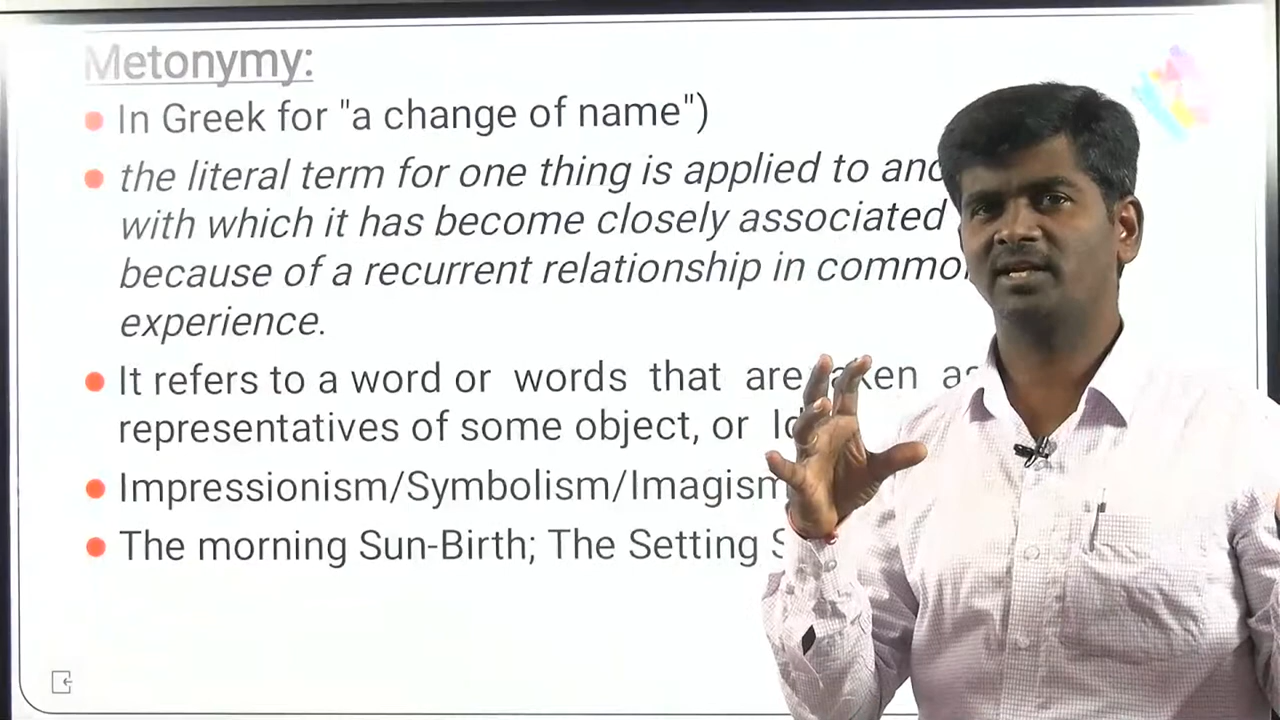 Metonymy:
In Greek for "a change of name")
the literal term for one thing is applied to
with which it has become closely associated
because of a recurrent relationship in
experience.
It refers to a word or words that are
representatives of some object, or
Impressionism/Symbolism/Imagism
The morning Sun-Birth; The Setting